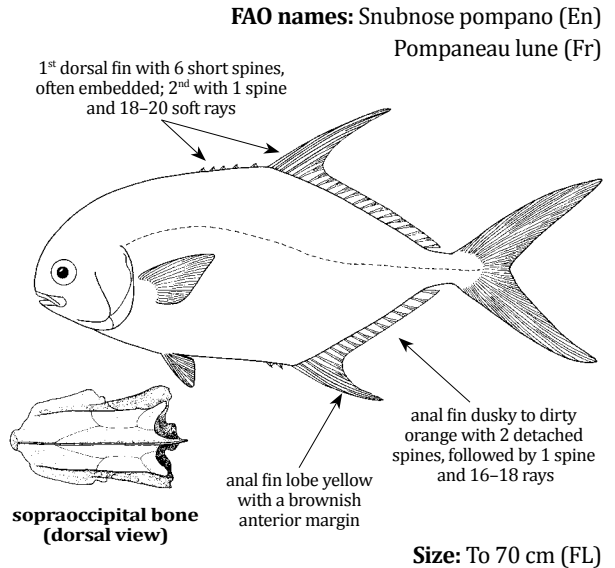 FAO names: Snubnose pompano (En)
Pompaneau lune (Fr)
1st dorsal fin with 6 short spines,
often embedded; 2nd with 1 spine
and 18–20 soft rays
anal fin dusky to dirty
orange with 2 detached
spines, followed by 1 spine
and 16–18 rays
anal fin lobe yellow
with a brownish
anterior margin
sopraoccipital bone
(dorsal view)
Size: To 70 cm (FL)